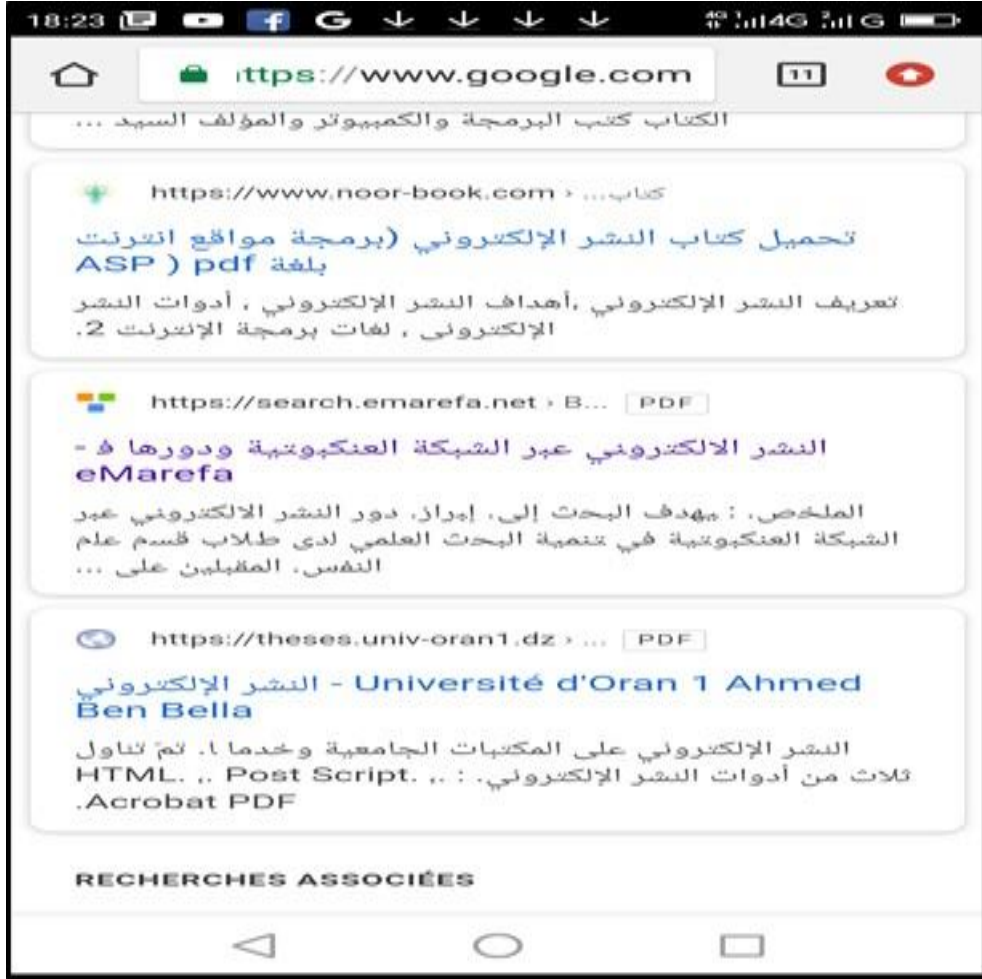 18:23
4G G
ttps://www.google.com
11
الكتاب كتب البرمجة والكمبيوتر والمؤلف السيد ...
https://www.noor-book.com › ...كتاب
تحميل كتاب النشر الإلكتروني (برمجة مواقع انترنت
بلغة ASP ) pdf
تعريف النشر الإلكتروني ,أهداف النشر الإلكتروني , أدوات النشر
الإلكترونى , لغات برمجة الإنترنت 2.
https://search.emarefa.net › B... PDF
النشر الالكتروني عبر الشبكة العنكبوتية ودورها ف -
eMarefa
الملخص. : يهدف البحث إلى. إبراز. دور النشر الالكتروني عبر
الشبكة العنكبوتية في تنمية البحث العلمي لدى طلاب قسم علم
النفس. المقبلين على ...
https://theses.univ-oran1.dz › ... PDF
النشر الإلكتروني - Université d'Oran 1 Ahmed
Ben Bella
النشر الإلكتروني على المكتبات الجامعية وخدما ا. تمّ تناول
ثلاث من أدوات النشر الإلكتروني. : ,. HTML. ,. Post Script.
Acrobat PDF.
RECHERCHES ASSOCIÉES